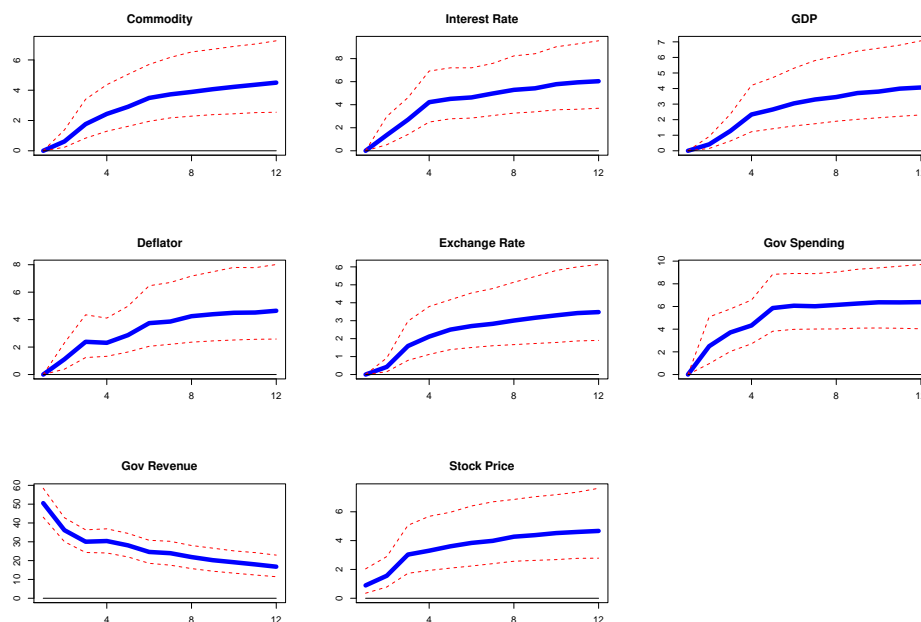 Commodity
0 2 4 6
4 8 12
Interest Rate
0 2 4 6 8
4 8 12
GDP
0 1 2 3 4 5 6 7
4 8 1
Deflator
0 2 4 6 8
4 8 12
Exchange Rate
0 1 2 3 4 5 6
4 8 12
Gov Spending
0 2 4 6 8 10
4 8 1
Gov Revenue
0 10 20 30 40 50 60
4 8 12
Stock Price
0 2 4 6
4 8 12